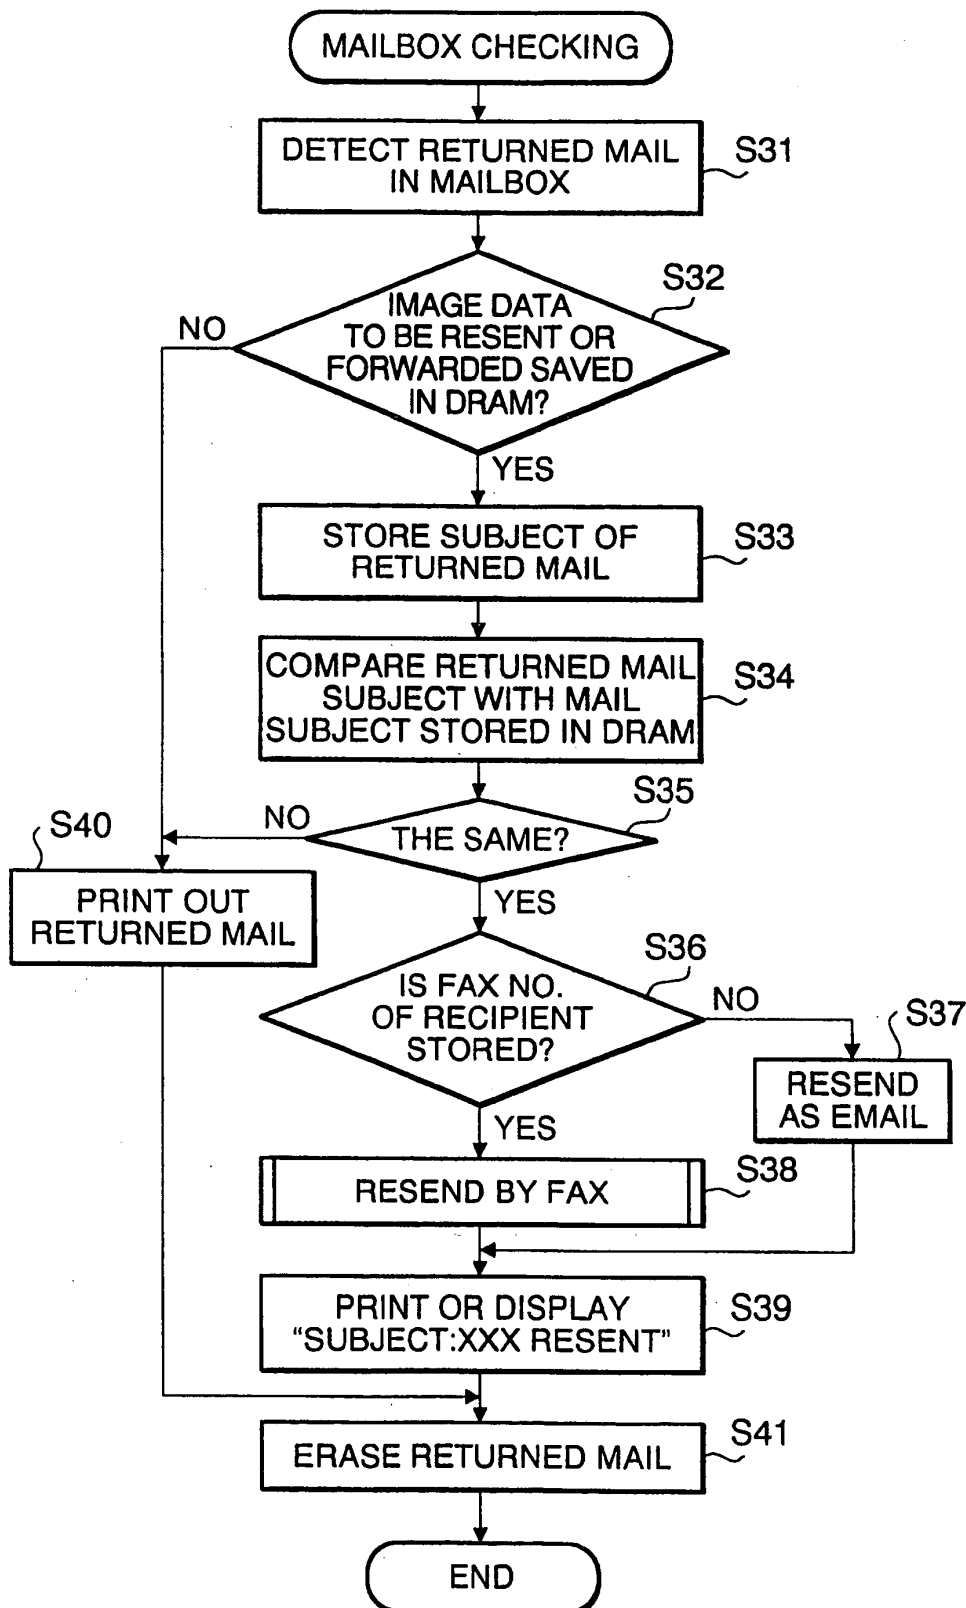 MAILBOX CHECKING
DETECT RETURNED MAIL
IN MAILBOX
S31
S32
IMAGE DATA
TO BE RESENT OR
FORWARDED SAVED
IN DRAM?
NO
YES
STORE SUBJECT OF
RETURNED MAIL
S33
COMPARE RETURNED MAIL
SUBJECT WITH MAIL
SUBJECT STORED IN DRAM
S34
S35
THE SAME?
NO
YES
S40
PRINT OUT
RETURNED MAIL
S36
IS FAX NO.
OF RECIPIENT
STORED?
NO
S37
RESEND
AS EMAIL
YES
RESEND BY FAX
S38
PRINT OR DISPLAY
“SUBJECT:XXX RESENT”
S39
ERASE RETURNED MAIL
S41
END